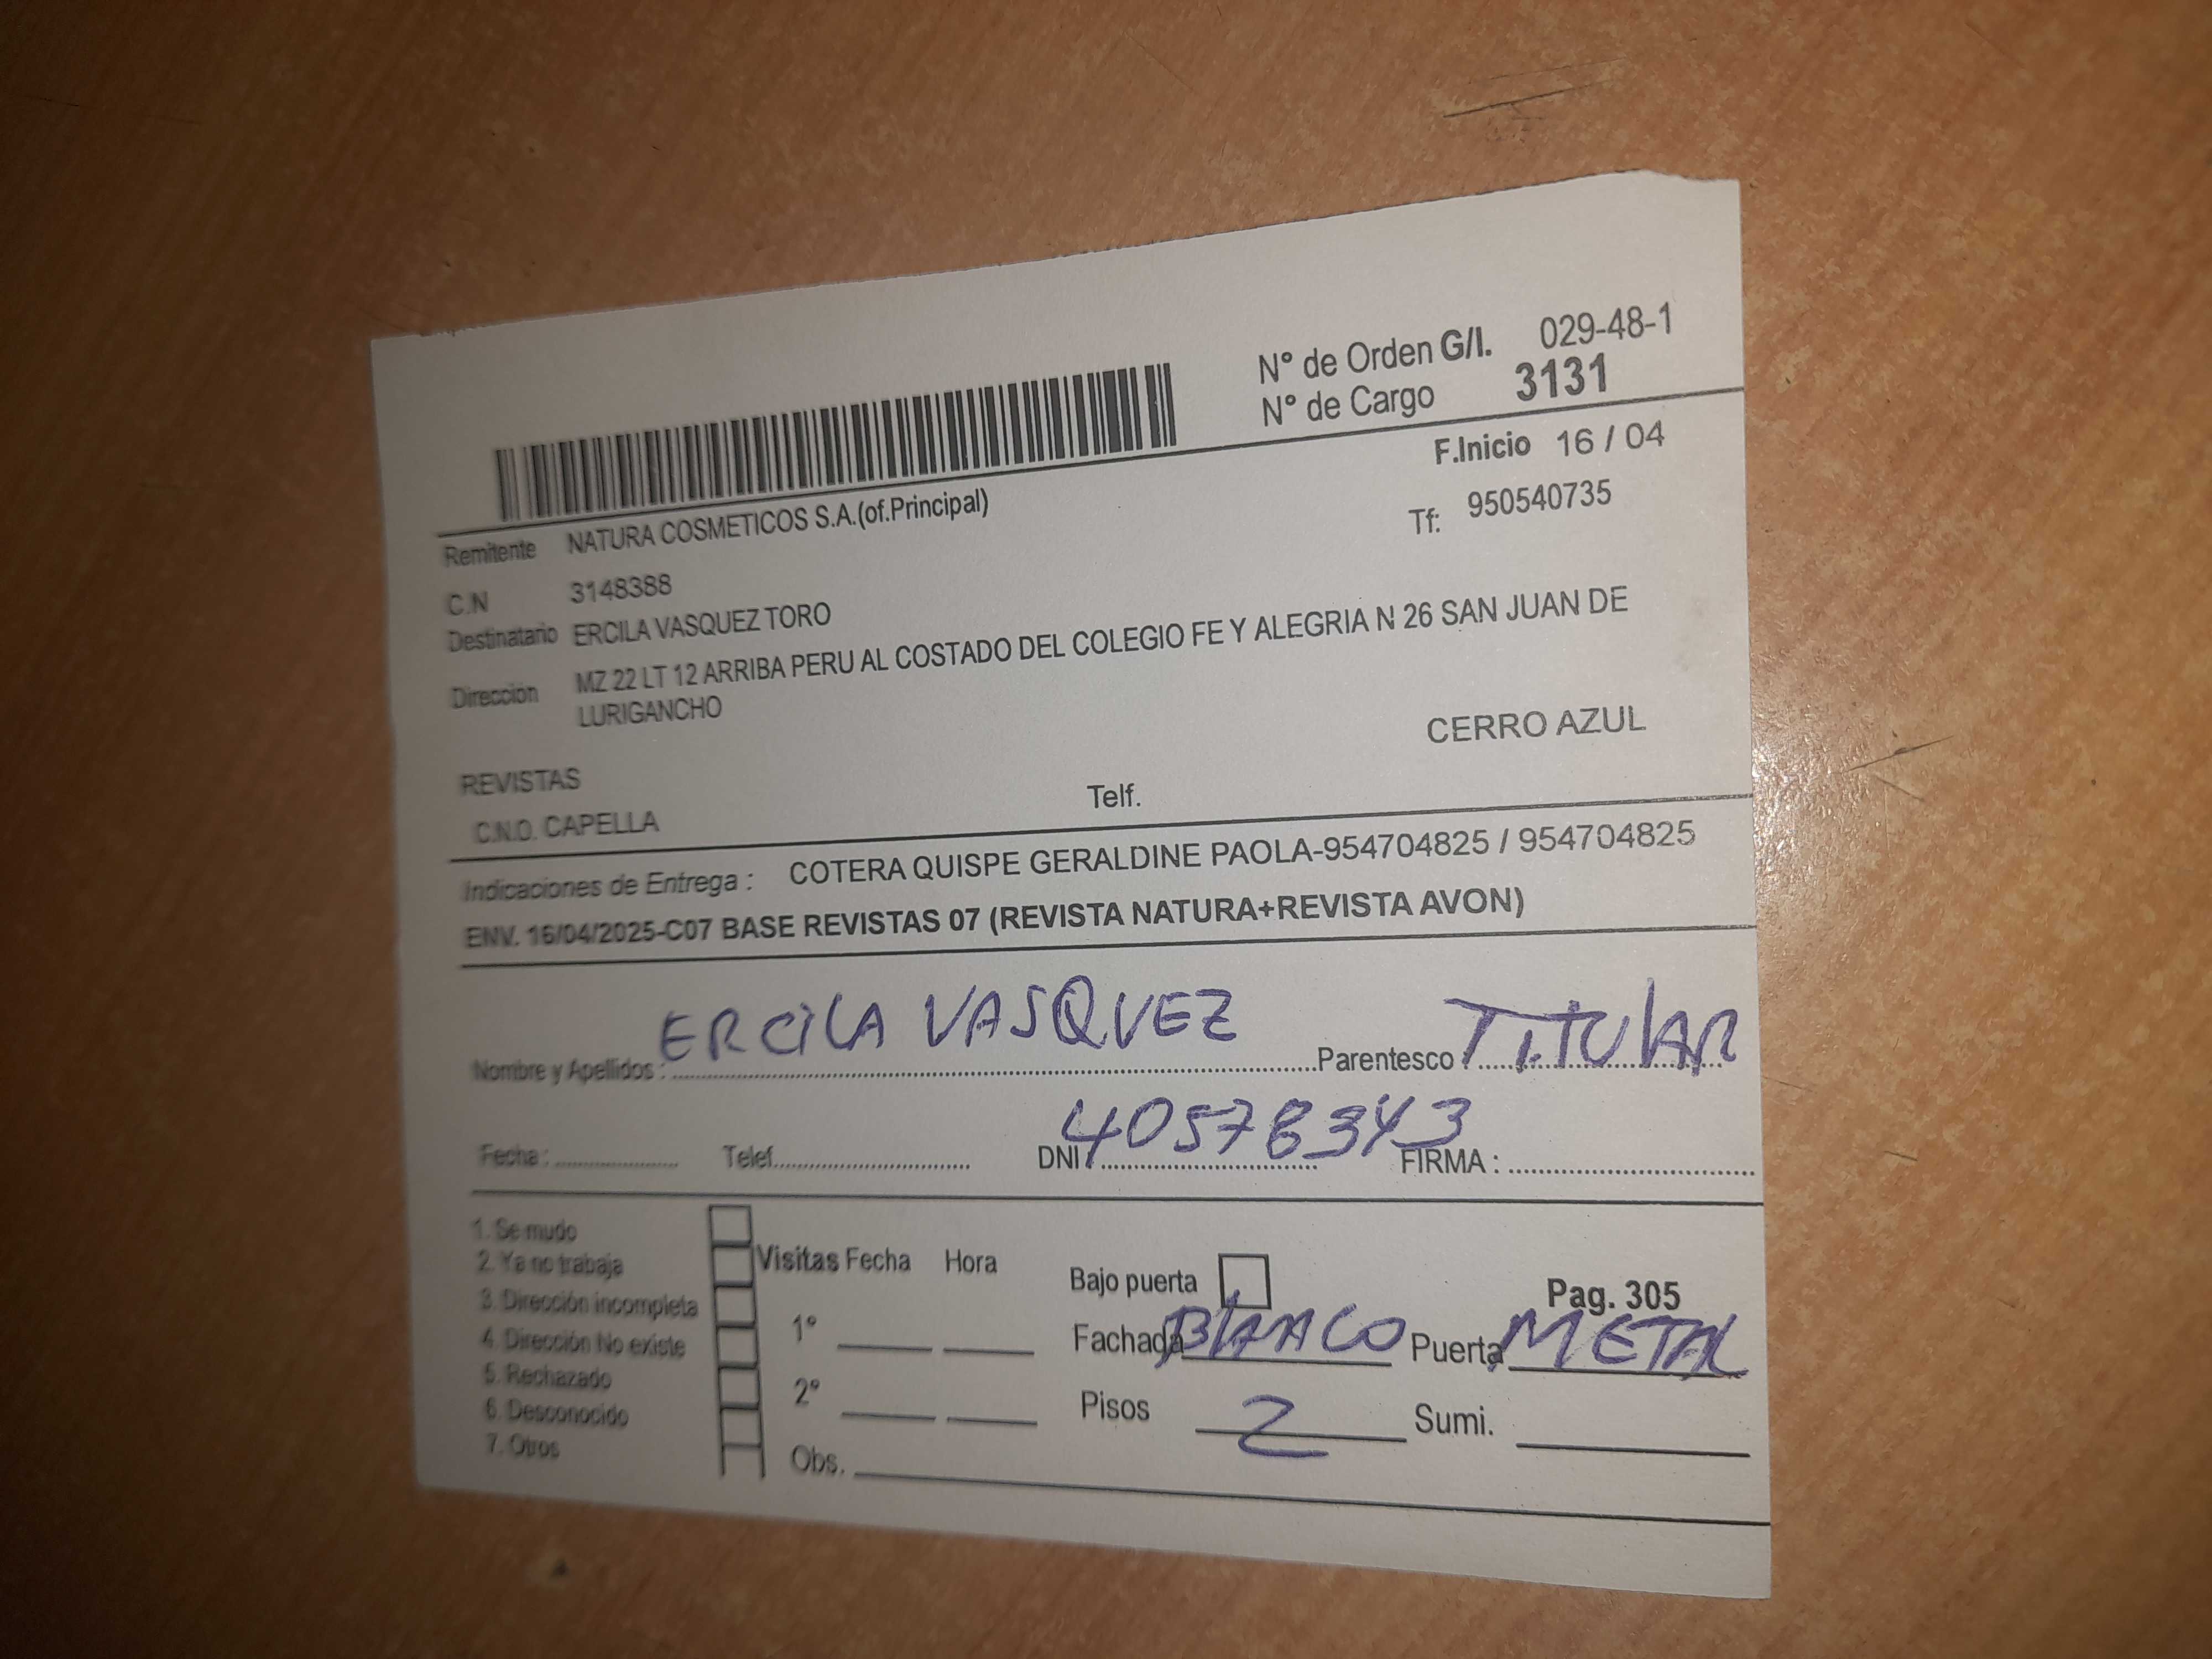 N° de Orden G/I. 029-48-1
N° de Cargo 3131
F.Inicio 16 / 04
Remitente NATURA COSMETICOS S.A.(of.Principal)
Tf: 950540735
C.N 3148388
Destinatario ERCILA VASQUEZ TORO
Dirección MZ 22 LT 12 ARRIBA PERU AL COSTADO DEL COLEGIO FE Y ALEGRIA N 26 SAN JUAN DE
LURIGANCHO
CERRO AZUL
REVISTAS
C.N.O. CAPELLA Telf.
Indicaciones de Entrega : COTERA QUISPE GERALDINE PAOLA-954704825 / 954704825
ENV. 16/04/2025-C07 BASE REVISTAS 07 (REVISTA NATURA+REVISTA AVON)
Nombre y Apellidos : ERCILA VASQUEZ Parentesco TITULAR
Fecha : Telef. DNI 40578343 FIRMA :
1. Se mudo
2. Ya no trabaja
3. Dirección incompleta
4. Dirección No existe
5. Rechazado
6. Desconocido
7. Otros
Visitas Fecha Hora
1°
2°
Obs.
Bajo puerta Pag. 305
Fachada BLANCO Puerta METAL
Pisos 2 Sumi.